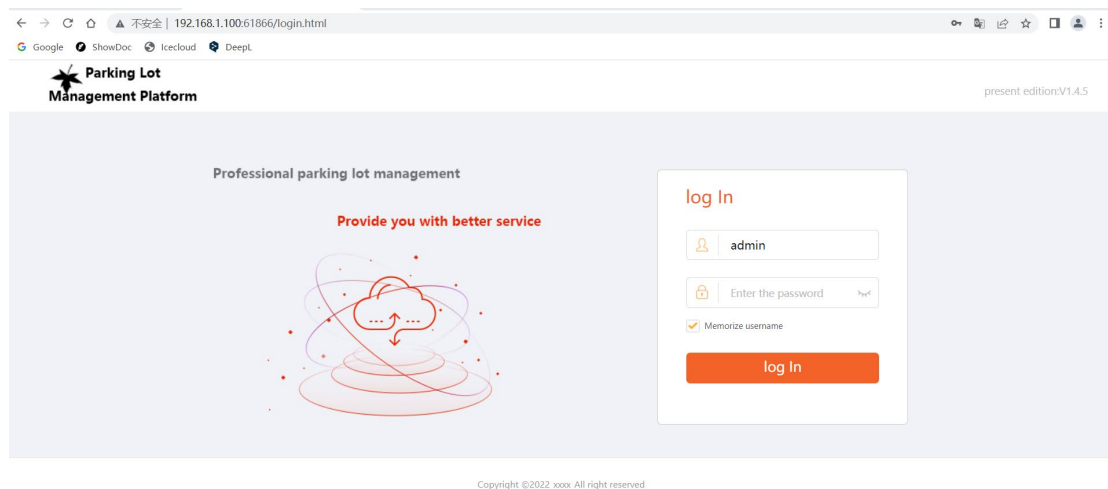 不安全 | 192.168.1.100:61866/login.html
Google ShowDoc Icecloud DeepL
Parking Lot
Management Platform
present edition:V1.4.5
Professional parking lot management
Provide you with better service
log In
admin
Enter the password
Memorize username
log In
Copyright ©2022 xxxx All right reserved